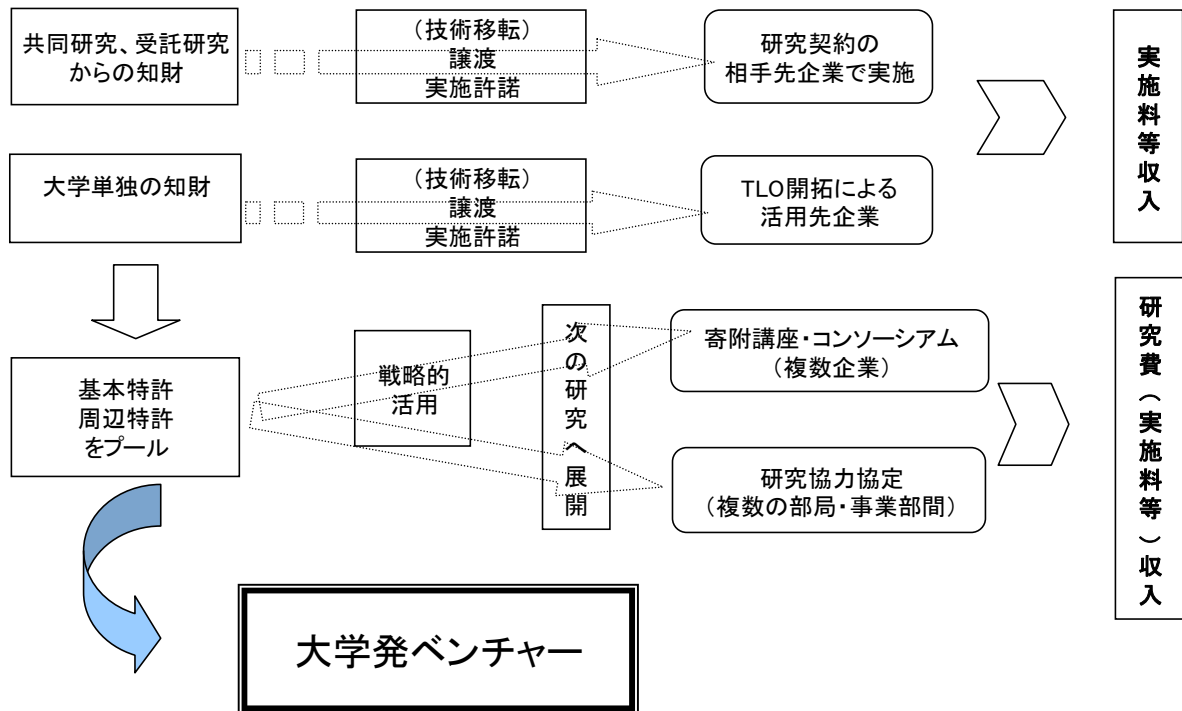 共同研究、受託研究
からの知財
（技術移転）
譲渡
実施許諾
研究契約の
相手先企業で実施
実施料等収入
大学単独の知財
（技術移転）
譲渡
実施許諾
TLO開拓による
活用先企業
基本特許
周辺特許
をプール
戦略的
活用
次の研究へ展開
寄附講座・コンソーシアム
（複数企業）
研究協力協定
（複数の部局・事業部間）
研究費（実施料等）収入
大学発ベンチャー